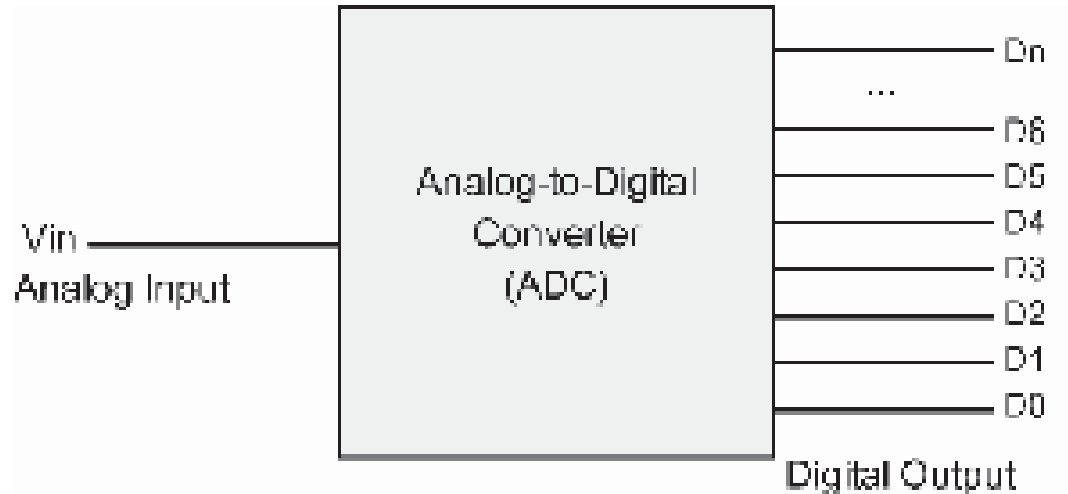 Vin
Analog Input
Analog-to-Digital
Converter
(ADC)
Dn
...
D6
D5
D4
D3
D2
D1
D0
Digital Output